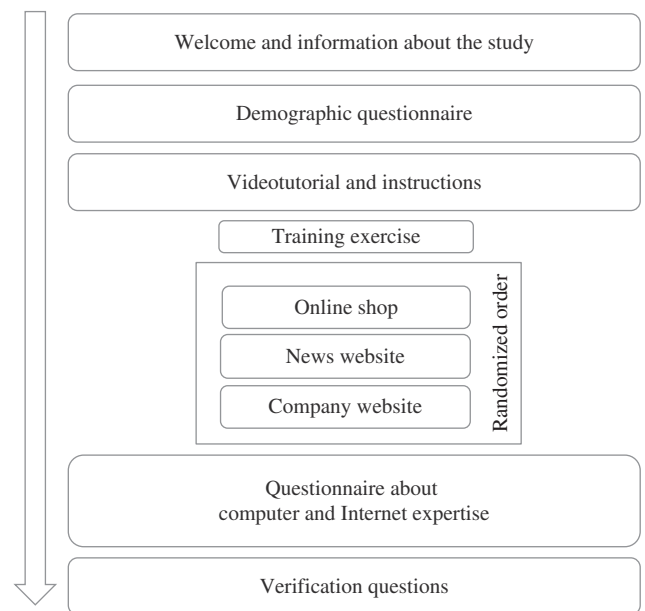 Welcome and information about the study
Demographic questionnaire
Videotutorial and instructions
Training exercise
Online shop
News website
Company website
Randomized order
Questionnaire about
computer and Internet expertise
Verification questions